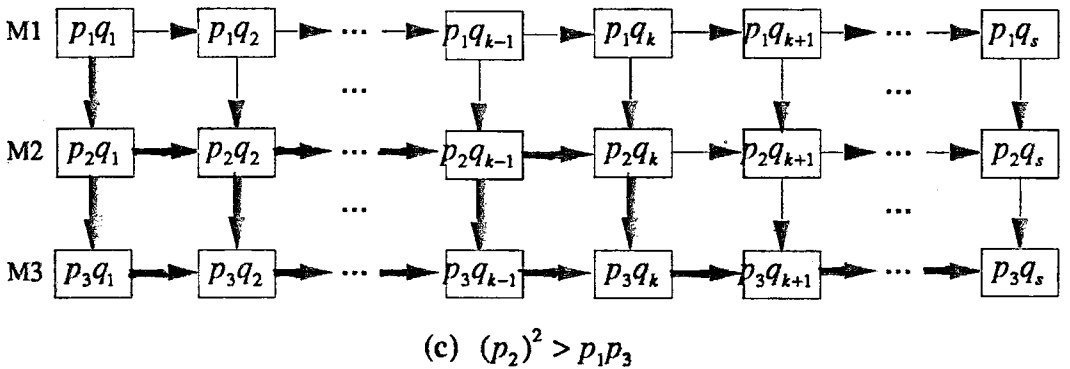 M1 p₁q₁ p₁q₂ ... p₁qₖ₋₁ p₁qₖ p₁qₖ₊₁ ... p₁qₛ
... ...
M2 p₂q₁ p₂q₂ ... p₂qₖ₋₁ p₂qₖ p₂qₖ₊₁ ... p₂qₛ
... ...
M3 p₃q₁ p₃q₂ ... p₃qₖ₋₁ p₃qₖ p₃qₖ₊₁ ... p₃qₛ
(c) (p₂)² > p₁p₃